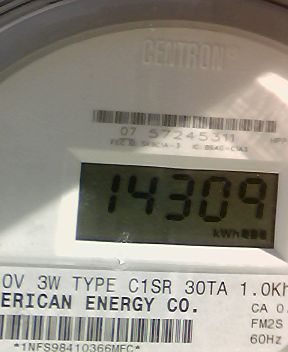 CENTRON
07 57245311
14309
kWh
0V 3W TYPE C1SR 30TA 1.0Kh
ERICAN ENERGY CO.
CA 0.
FM2S
60Hz
*1NFS98410366MFC*